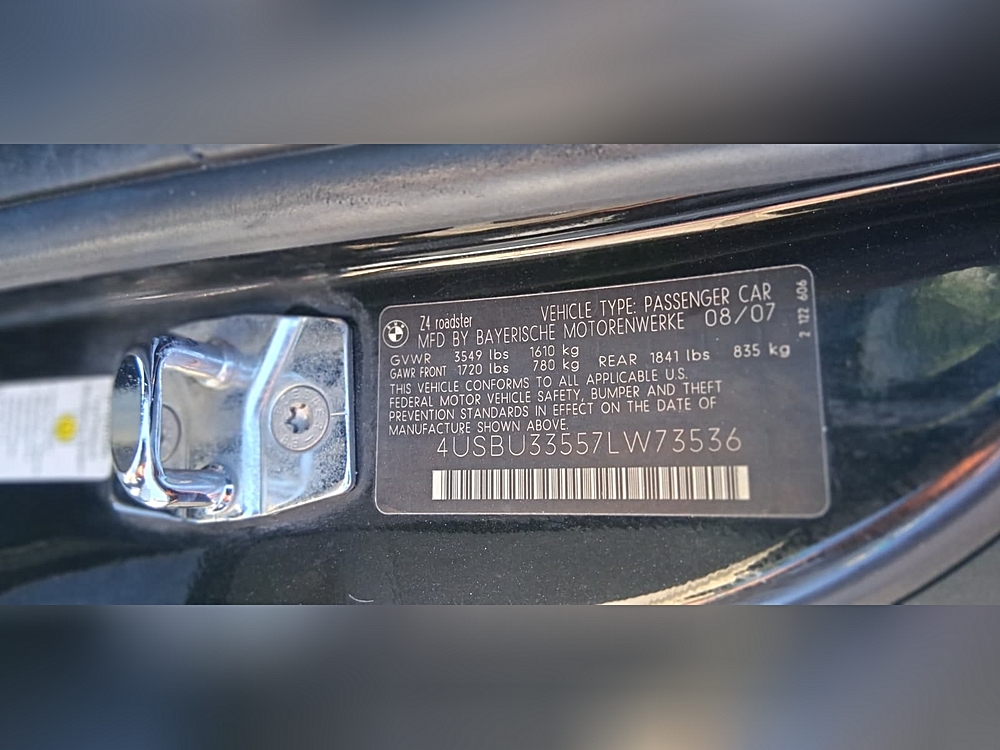 Z4 roadster VEHICLE TYPE: PASSENGER CAR
MFD BY BAYERISCHE MOTORENWERKE 08/07
GVWR 3549 lbs 1610 kg
GAWR FRONT 1720 lbs 780 kg REAR 1841 lbs 835 kg
THIS VEHICLE CONFORMS TO ALL APPLICABLE U.S.
FEDERAL MOTOR VEHICLE SAFETY, BUMPER AND THEFT
PREVENTION STANDARDS IN EFFECT ON THE DATE OF
MANUFACTURE SHOWN ABOVE.
4USBU33557LW73536
2 122 606